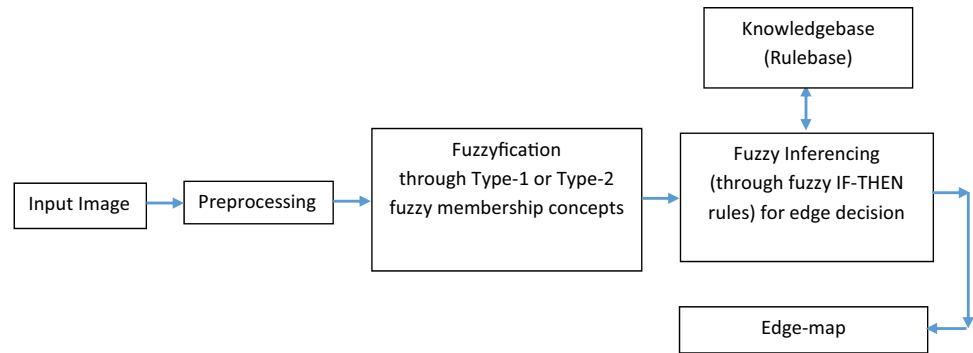 Input Image
Preprocessing
Fuzzyfication
through Type-1 or Type-2
fuzzy membership concepts
Knowledgebase
(Rulebase)
Fuzzy Inferencing
(through fuzzy IF-THEN
rules) for edge decision
Edge-map